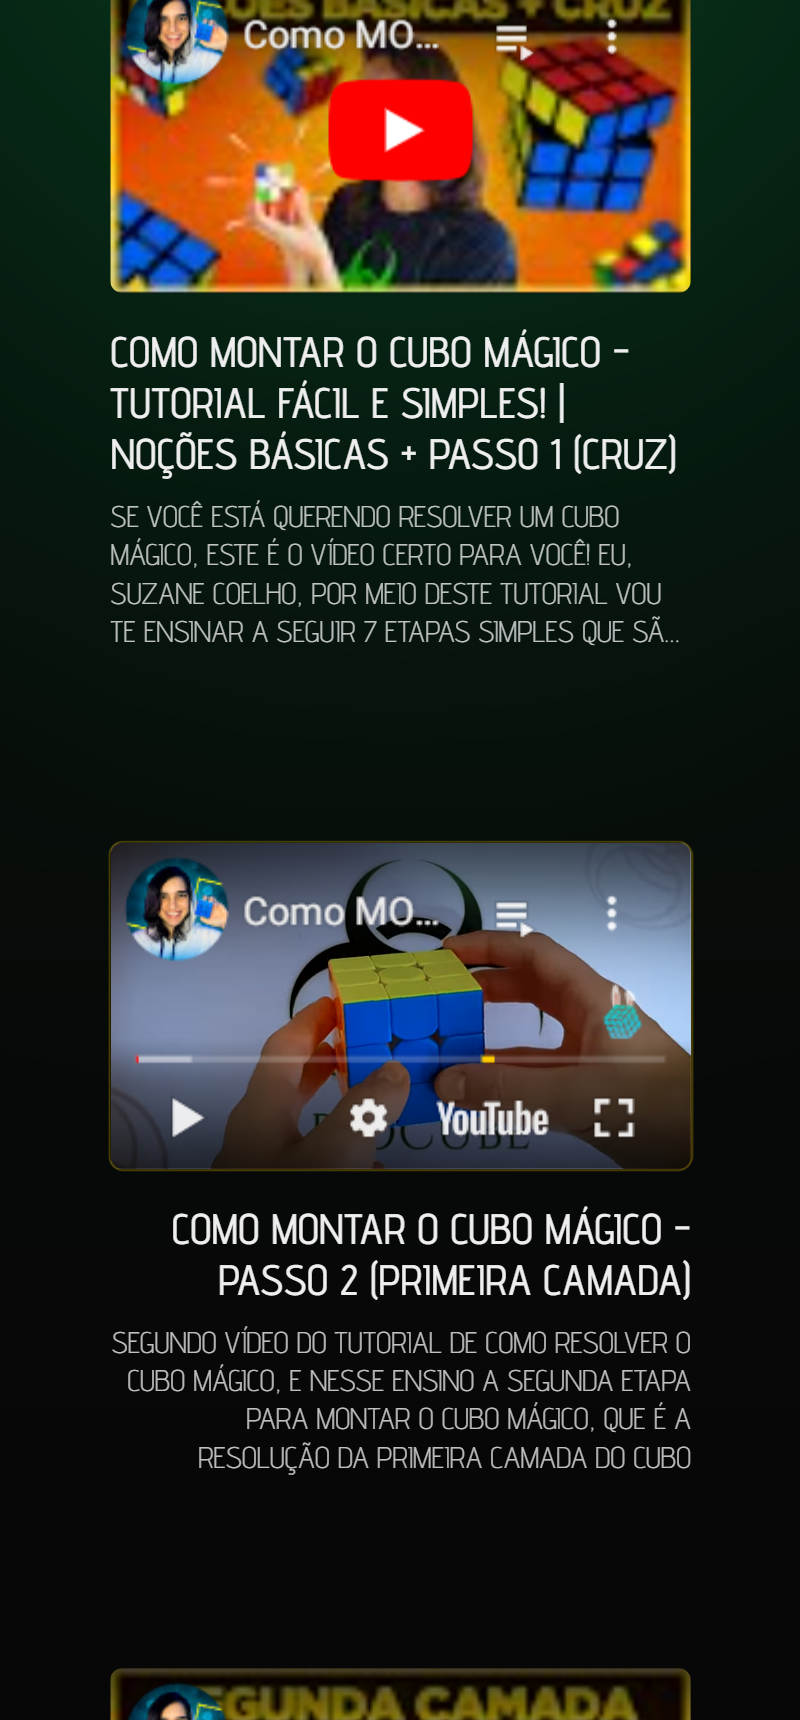 ÕES BÁSICAS + CRUZ
Como MO...
COMO MONTAR O CUBO MÁGICO -
TUTORIAL FÁCIL E SIMPLES! |
NOÇÕES BÁSICAS + PASSO 1 (CRUZ)
SE VOCÊ ESTÁ QUERENDO RESOLVER UM CUBO
MÁGICO, ESTE É O VÍDEO CERTO PARA VOCÊ! EU,
SUZANE COELHO, POR MEIO DESTE TUTORIAL VOU
TE ENSINAR A SEGUIR 7 ETAPAS SIMPLES QUE SÃ...
Como MO...
YouTube
COMO MONTAR O CUBO MÁGICO -
PASSO 2 (PRIMEIRA CAMADA)
SEGUNDO VÍDEO DO TUTORIAL DE COMO RESOLVER O
CUBO MÁGICO, E NESSE ENSINO A SEGUNDA ETAPA
PARA MONTAR O CUBO MÁGICO, QUE É A
RESOLUÇÃO DA PRIMEIRA CAMADA DO CUBO
GUNDA CAMADA